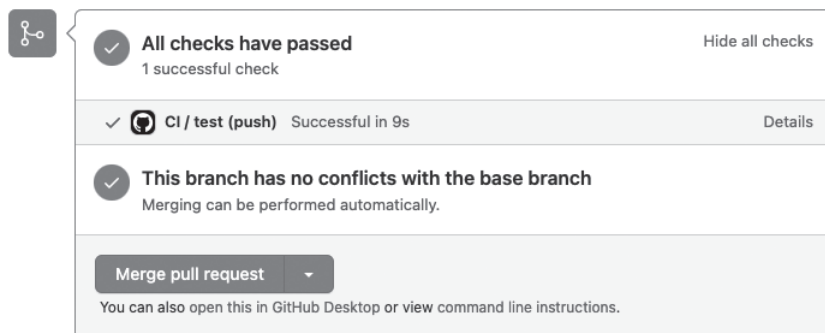 All checks have passed
Hide all checks
1 successful check
CI / test (push) Successful in 9s
Details
This branch has no conflicts with the base branch
Merging can be performed automatically.
Merge pull request
You can also open this in GitHub Desktop or view command line instructions.